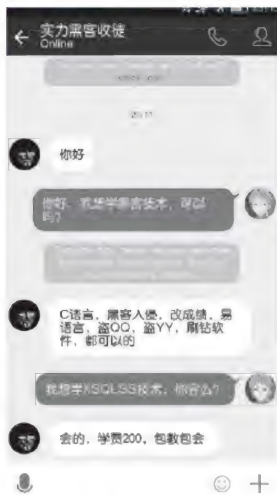 实力黑客收徒
Online
你好
你好，我想学黑客技术，可以
吗？
C语言，黑客入侵，改成绩，易
语言，盗QQ，盗YY，刷钻软
件，都可以的
我想学XSQLSS技术，你会么？
会的，学费200，包教包会